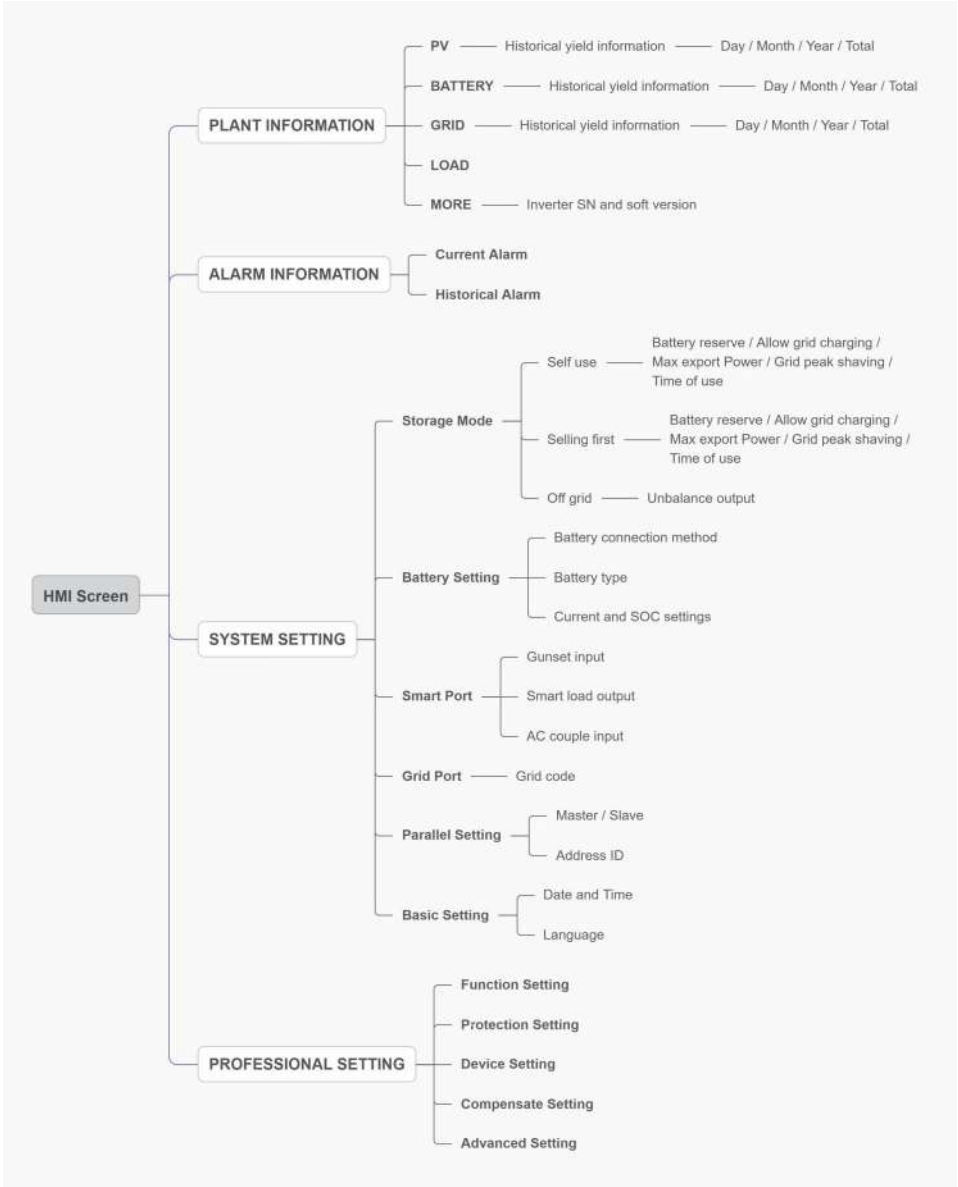 HMI Screen
PLANT INFORMATION
PV
Historical yield information
Day / Month / Year / Total
BATTERY
Historical yield information
Day / Month / Year / Total
GRID
Historical yield information
Day / Month / Year / Total
LOAD
MORE
Inverter SN and soft version
ALARM INFORMATION
Current Alarm
Historical Alarm
SYSTEM SETTING
Storage Mode
Self use
Battery reserve / Allow grid charging /
Max export Power / Grid peak shaving /
Time of use
Selling first
Battery reserve / Allow grid charging /
Max export Power / Grid peak shaving /
Time of use
Off grid
Unbalance output
Battery Setting
Battery connection method
Battery type
Current and SOC settings
Smart Port
Gunset input
Smart load output
AC couple input
Grid Port
Grid code
Parallel Setting
Master / Slave
Address ID
Basic Setting
Date and Time
Language
PROFESSIONAL SETTING
Function Setting
Protection Setting
Device Setting
Compensate Setting
Advanced Setting